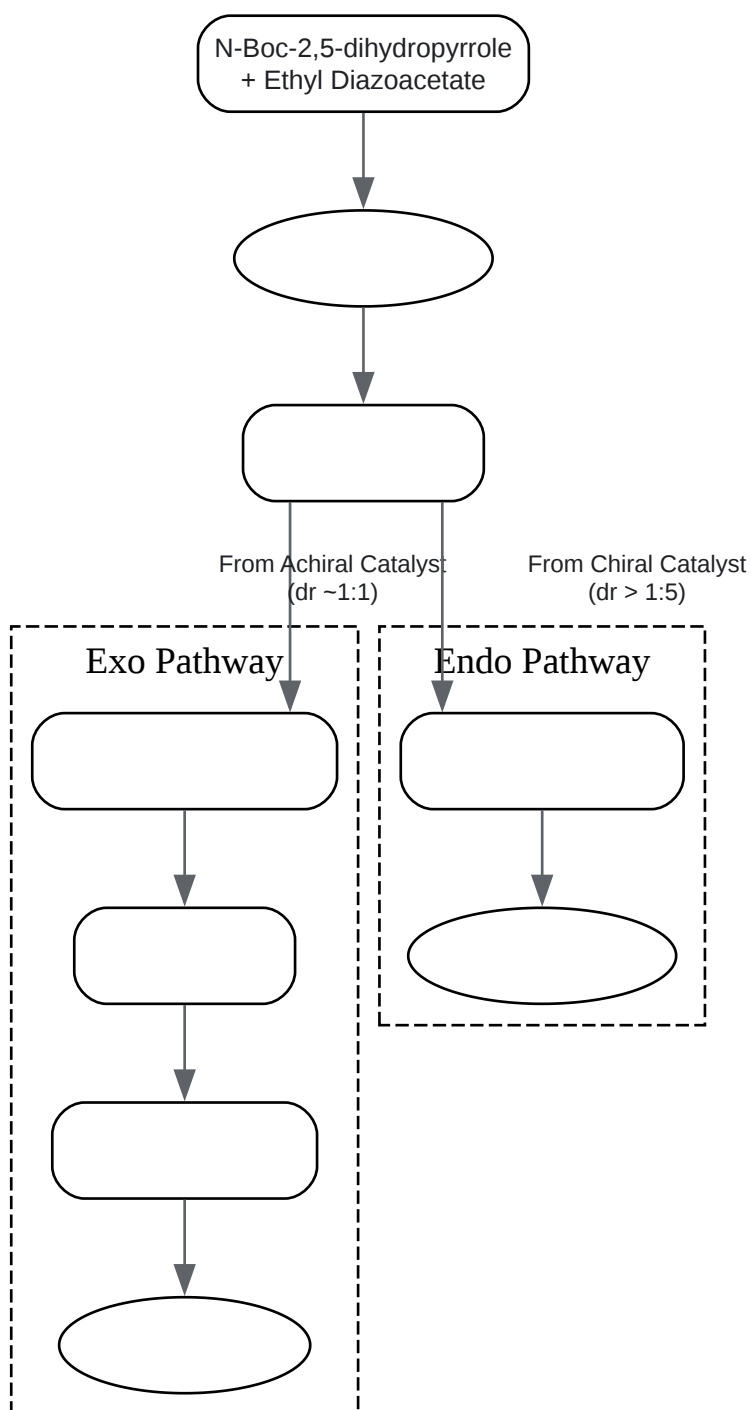 N-Boc-2,5-dihydropyrrole
+ Ethyl Diazoacetate
From Achiral Catalyst
(dr ~1:1)
From Chiral Catalyst
(dr > 1:5)
Exo Pathway
Endo Pathway